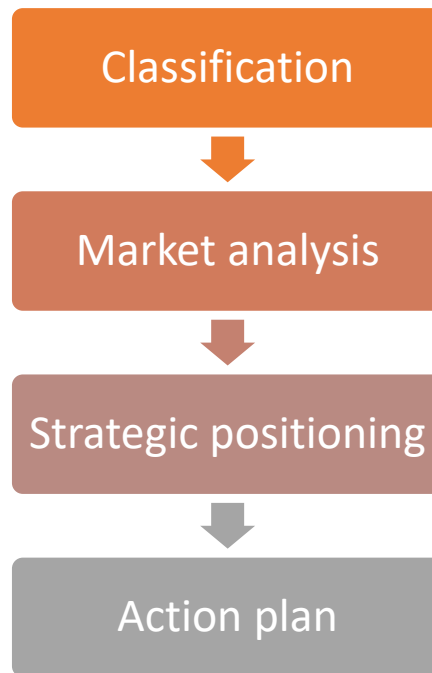 Classification
Market analysis
Strategic positioning
Action plan